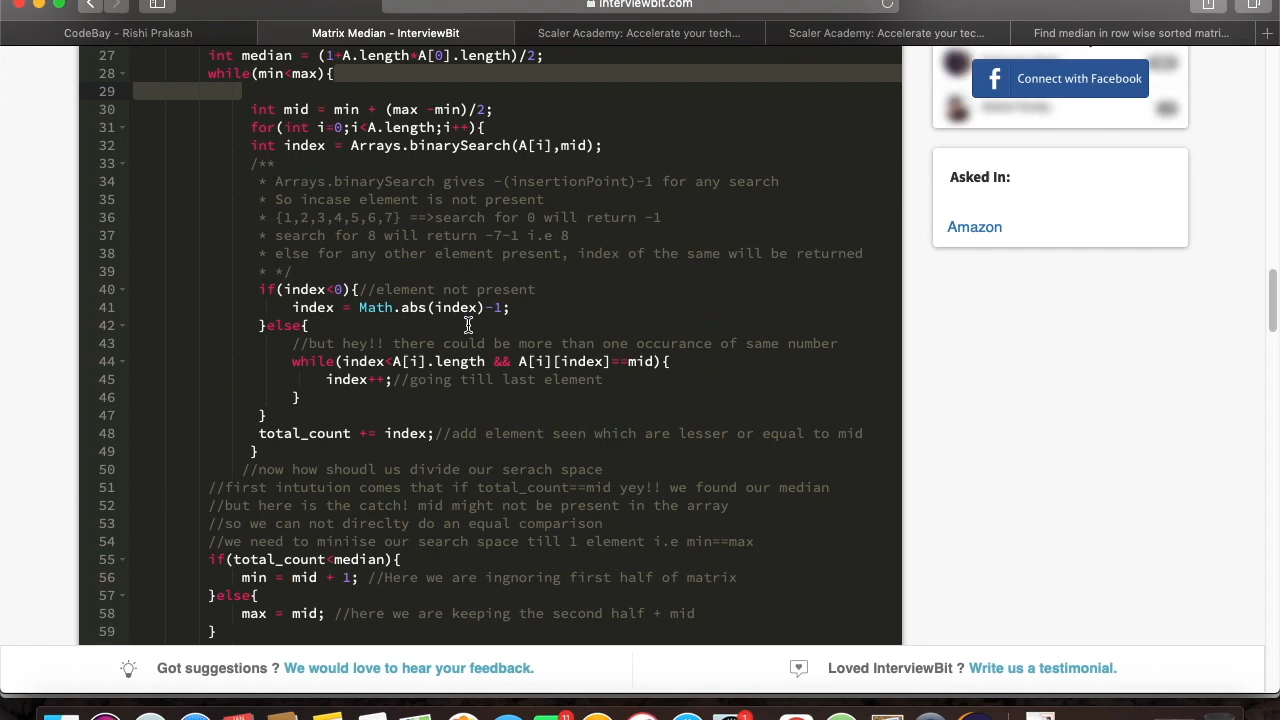 interviewbit.com
CodeBay - Rishi Prakash
Matrix Median - InterviewBit
Scaler Academy: Accelerate your tech...
Scaler Academy: Accelerate your tec...
Find median in row wise sorted matri...
27 int median = (1+A.length*A[0].length)/2;
28 while(min<max){
29
30 int mid = min + (max -min)/2;
31 for(int i=0;i<A.length;i++){
32 int index = Arrays.binarySearch(A[i],mid);
33 /**
34 * Arrays.binarySearch gives -(insertionPoint)-1 for any search
35 * So incase element is not present
36 * {1,2,3,4,5,6,7} ==>search for 0 will return -1
37 * search for 8 will return -7-1 i.e 8
38 * else for any other element present, index of the same will be returned
39 * */
40 if(index<0){//element not present
41 index = Math.abs(index)-1;
42 }else{
43 //but hey!! there could be more than one occurance of same number
44 while(index<A[i].length && A[i][index]==mid){
45 index++;//going till last element
46 }
47 }
48 total_count += index;//add element seen which are lesser or equal to mid
49 }
50 //now how shoudl us divide our serach space
51 //first intutuion comes that if total_count==mid yey!! we found our median
52 //but here is the catch! mid might not be present in the array
53 //so we can not direclty do an equal comparison
54 //we need to miniise our search space till 1 element i.e min==max
55 if(total_count<median){
56 min = mid + 1; //Here we are ingnoring first half of matrix
57 }else{
58 max = mid; //here we are keeping the second half + mid
59 }
Connect with Facebook
Asked In:
Amazon
Got suggestions ? We would love to hear your feedback.
Loved InterviewBit ? Write us a testimonial.
11
1